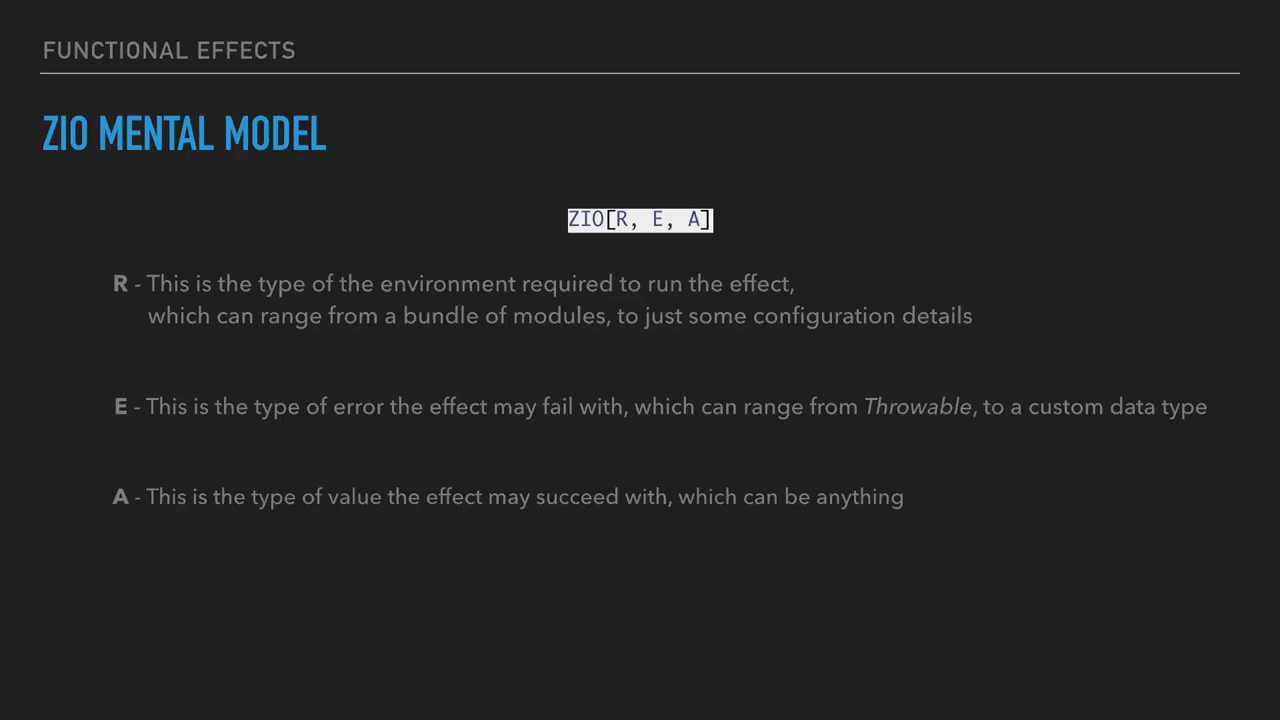 FUNCTIONAL EFFECTS
ZIO MENTAL MODEL
ZIO[R, E, A]
R - This is the type of the environment required to run the effect,
which can range from a bundle of modules, to just some configuration details
E - This is the type of error the effect may fail with, which can range from Throwable, to a custom data type
A - This is the type of value the effect may succeed with, which can be anything